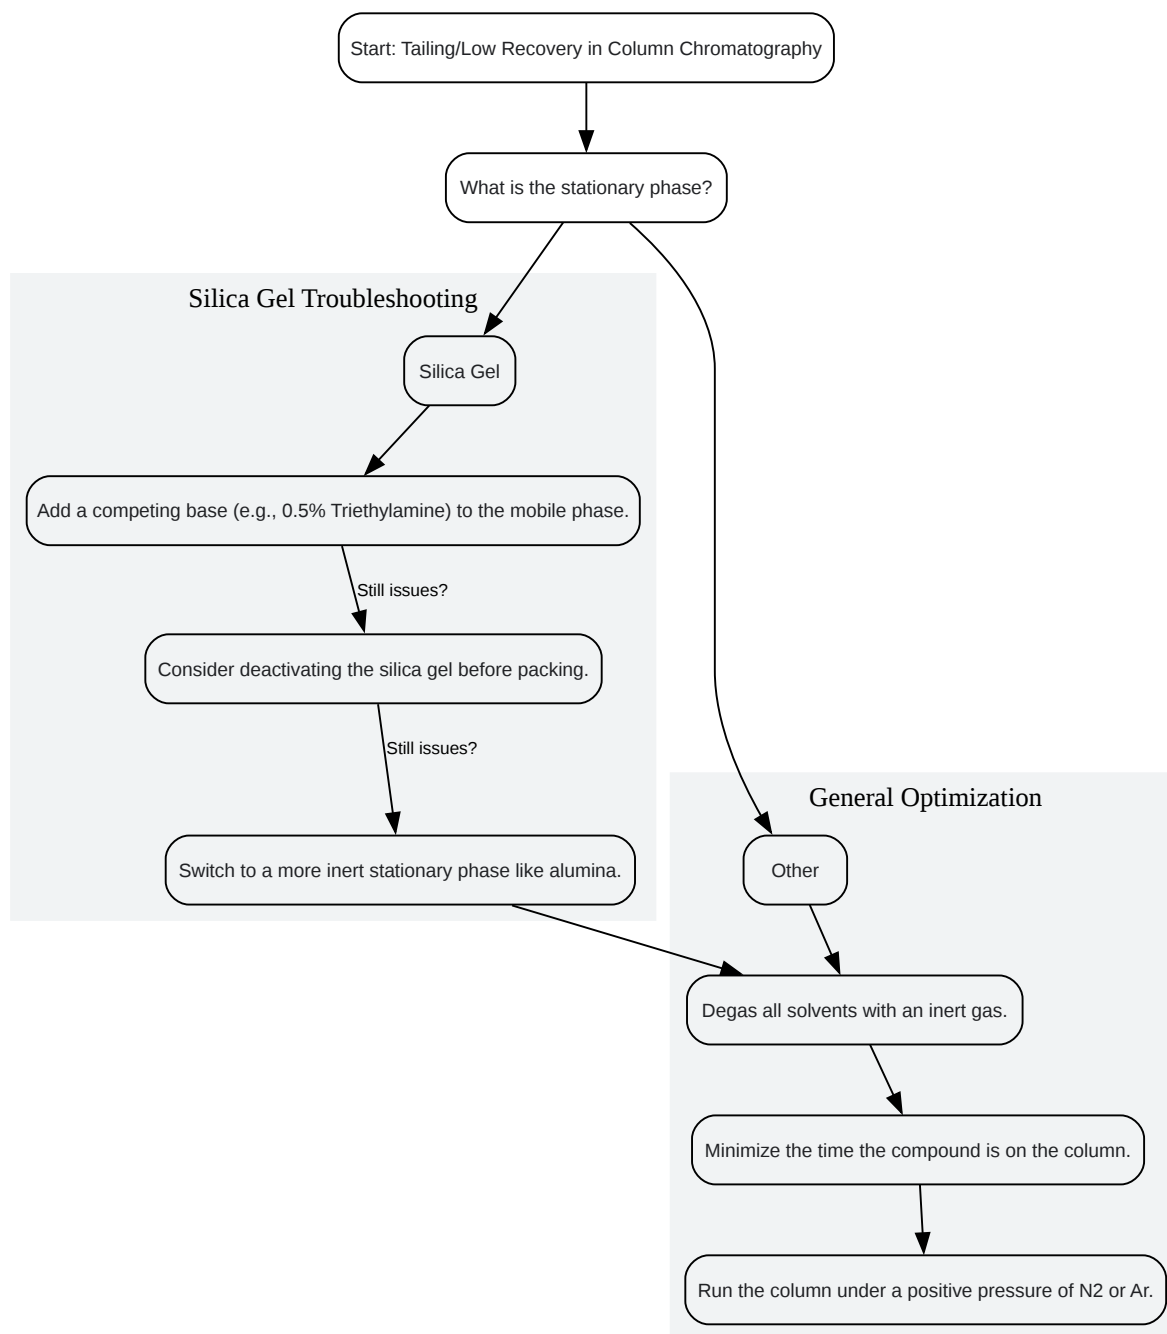 Start: Tailing/Low Recovery in Column Chromatography
What is the stationary phase?
Silica Gel Troubleshooting
Silica Gel
Add a competing base (e.g., 0.5% Triethylamine) to the mobile phase.
Still issues?
Consider deactivating the silica gel before packing.
Still issues?
Switch to a more inert stationary phase like alumina.
General Optimization
Other
Degas all solvents with an inert gas.
Minimize the time the compound is on the column.
Run the column under a positive pressure of N2 or Ar.